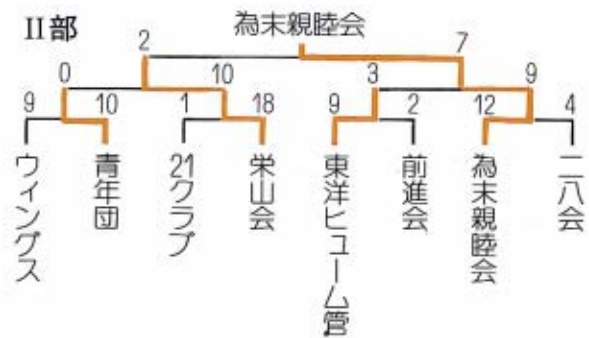 II部
為末親睦会
2 7
0 10 3 9
9 10 1 18 9 2 12 4
ウィングス
青年団
21クラブ
栄山会
東洋ヒューム管
前進会
為末親睦会
二八会